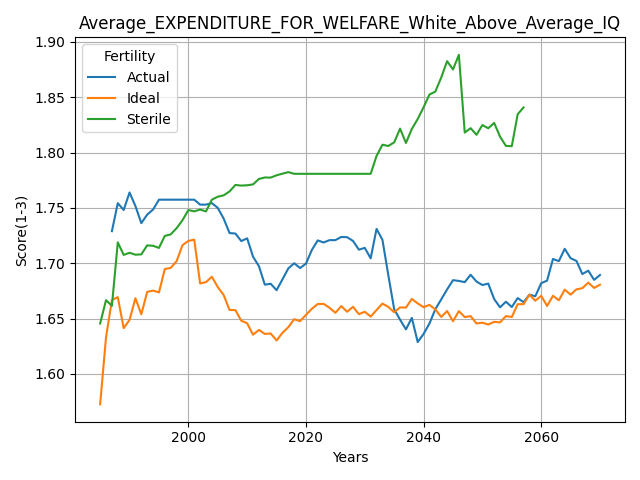 Average_EXPENDITURE_FOR_WELFARE_White_Above_Average_IQ
Fertility
Actual
Ideal
Sterile
Score(1-3)
1.90
1.85
1.80
1.75
1.70
1.65
1.60
2000
2020
2040
2060
Years